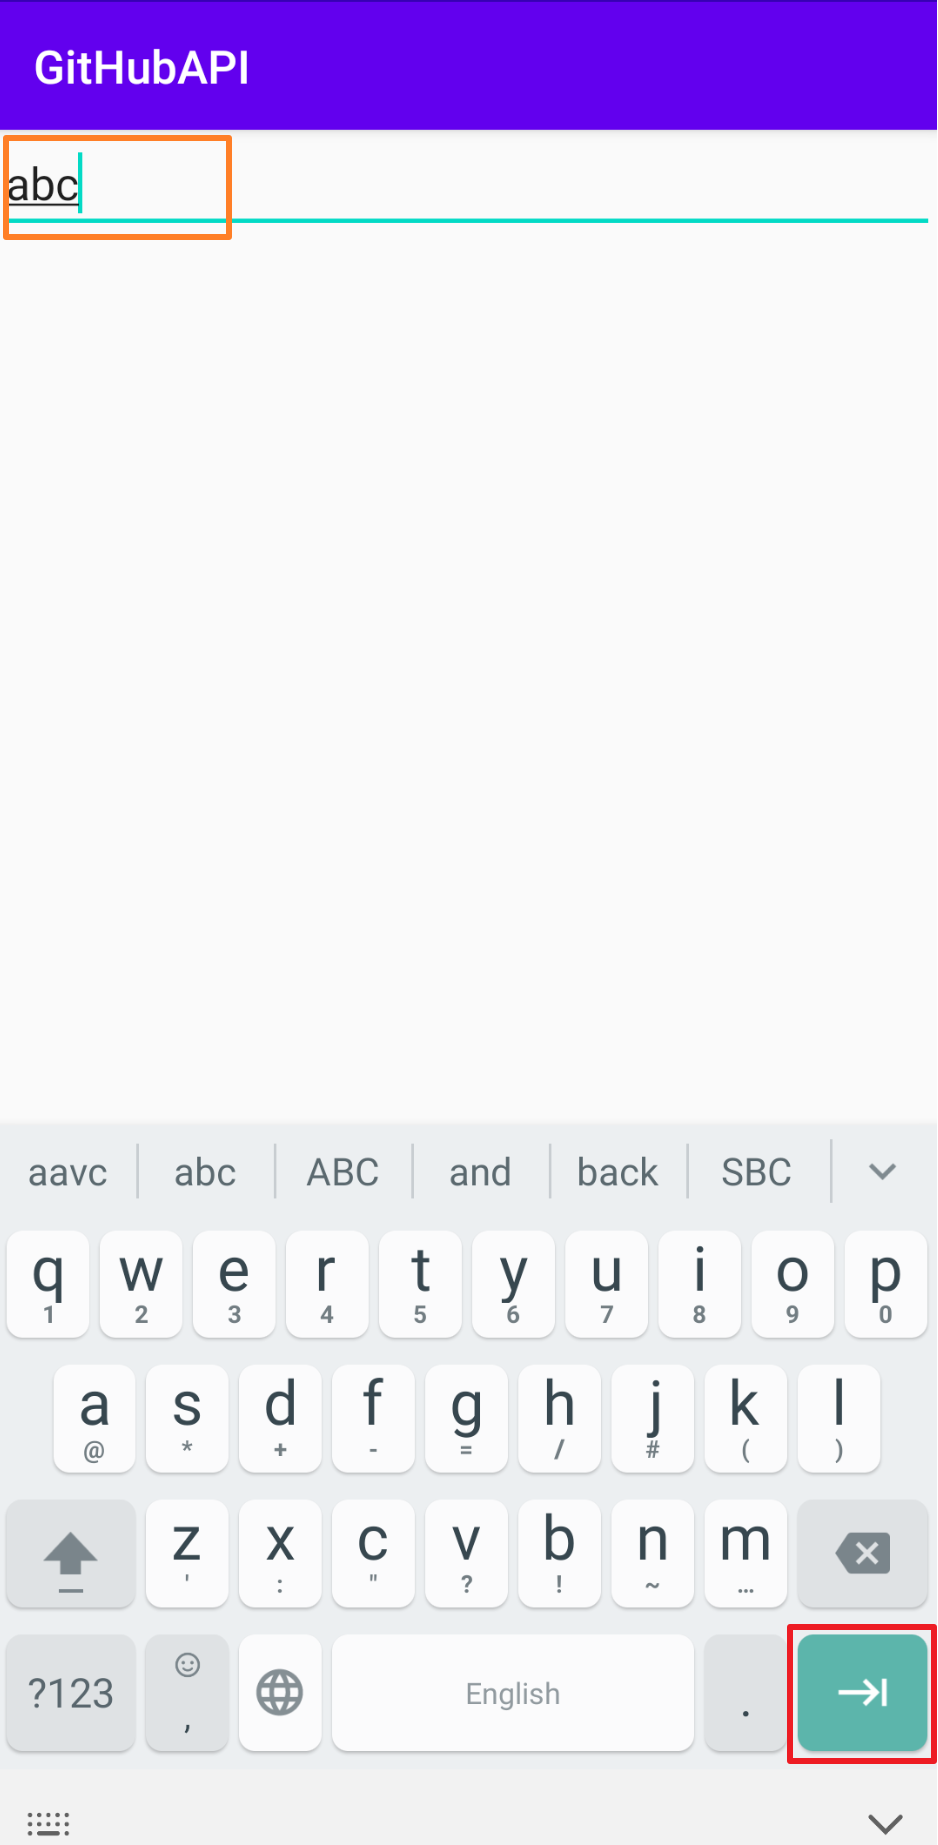 GitHubAPI
abc
aavc abc ABC and back SBC
q w e r t y u i o p
1 2 3 4 5 6 7 8 9 0
a s d f g h j k l
@ * + - = / # ( )
z x c v b n m
' : " ? ! ~ …
?123 , English .